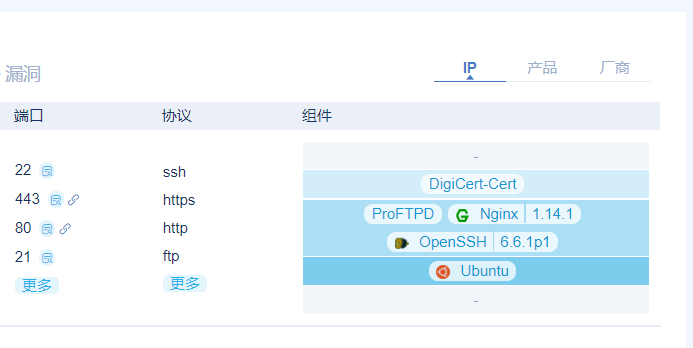 漏洞
IP 产品 厂商
端口 协议 组件
22 ssh -
443 https DigiCert-Cert
80 http ProFTPD Nginx 1.14.1
21 ftp OpenSSH 6.6.1p1
更多 更多 Ubuntu
-